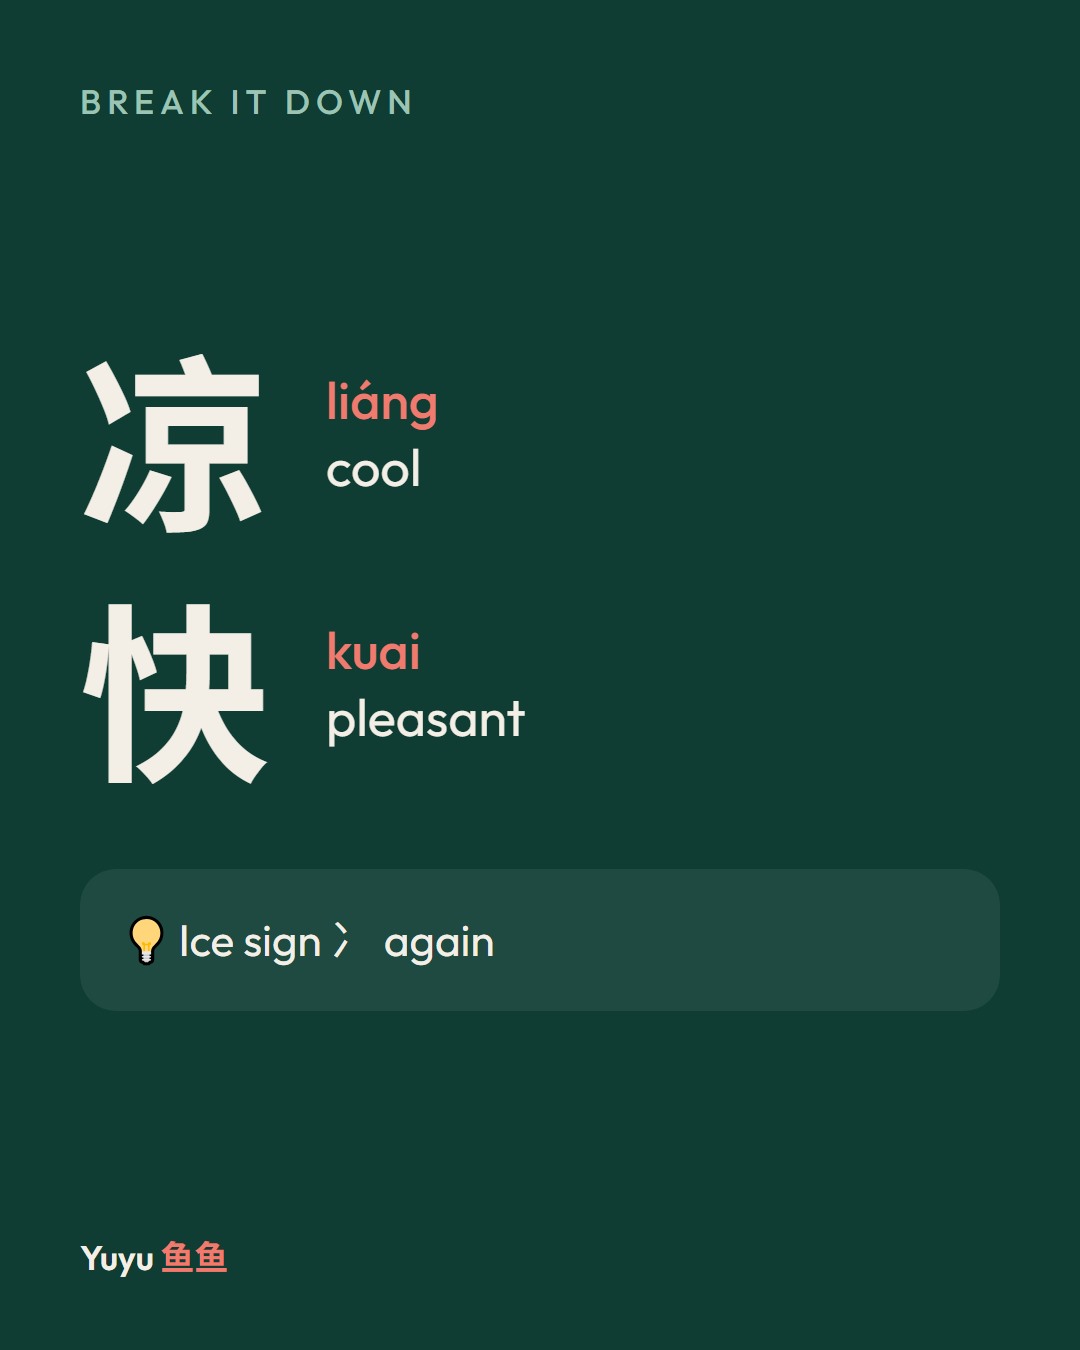 BREAK IT DOWN
凉
liáng
cool
快
kuai
pleasant
💡 Ice sign 冫 again
Yuyu 鱼鱼